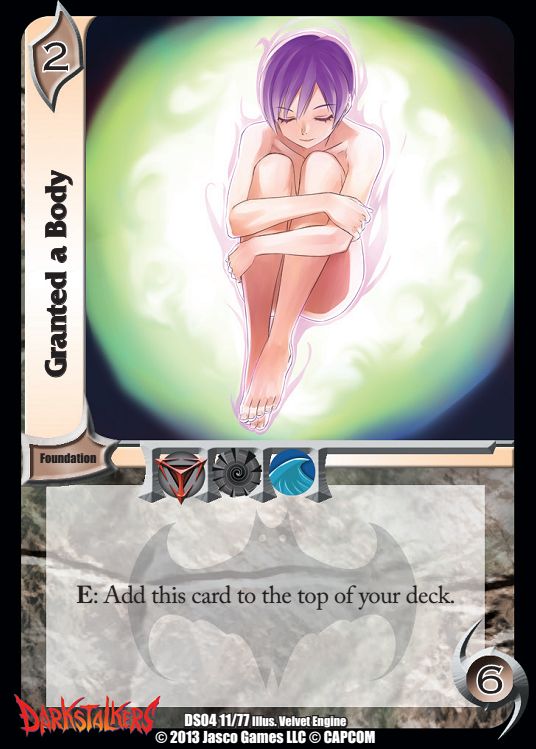 2
Granted a Body
Foundation
E: Add this card to the top of your deck.
6
DARKSTALKERS
DS04 11/77 Illus. Velvet Engine
© 2013 Jasco Games LLC © CAPCOM